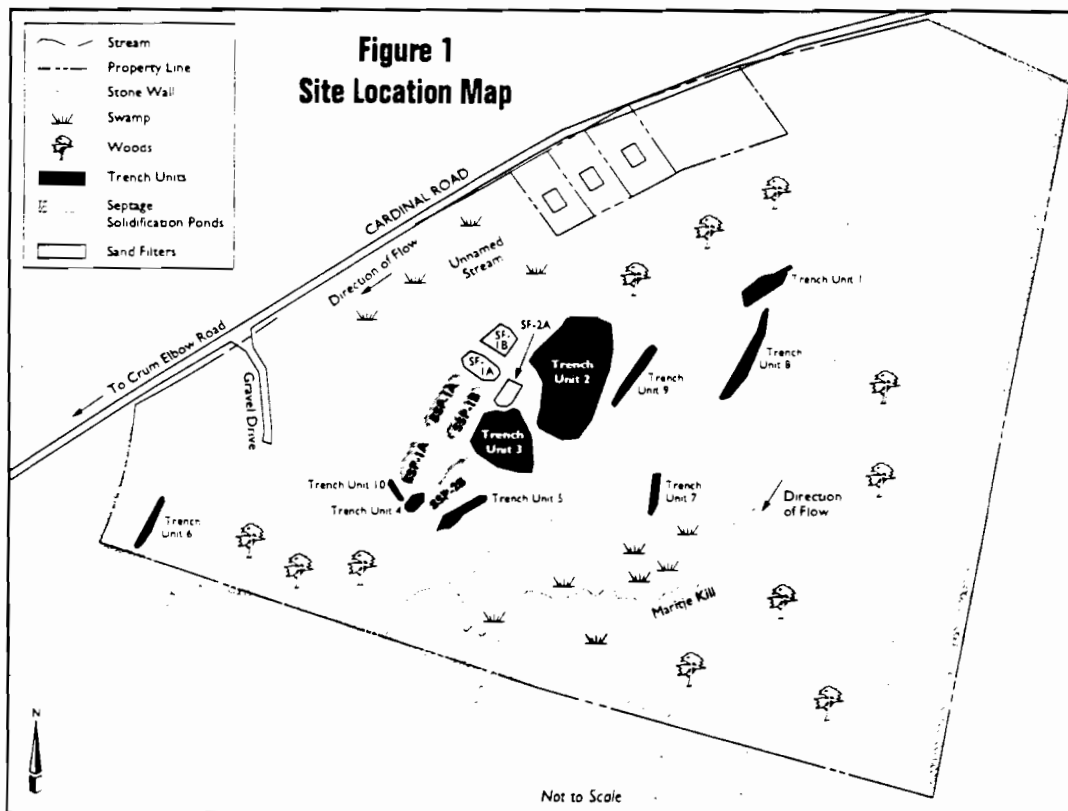 Figure 1
Site Location Map
Stream
Property Line
Stone Wall
Swamp
Woods
Trench Units
Septage
Solidification Ponds
Sand Filters
CARDINAL ROAD
Direction of Flow
Unnamed
Stream
To Crum Elbow Road
Gravel Drive
SF-2A
SF-
1B
SF-
1A
Trench Unit 1
Trench
Unit 2
Trench
Unit 8
Trench
Unit 9
Trench
Unit 3
SSP-1B
SSP-1A
SSP-2B
Trench Unit 10
Trench Unit 4
Trench Unit 5
Trench
Unit 7
Trench
Unit 6
Direction
of Flow
Maritje Kill
N
Not to Scale